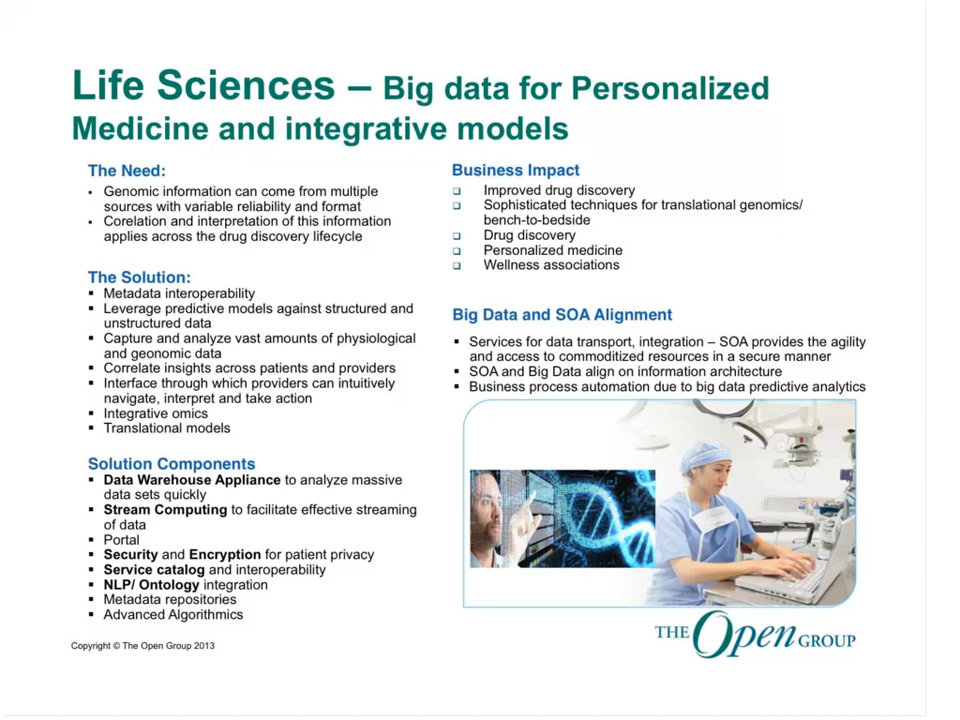 Life Sciences – Big data for Personalized
Medicine and integrative models
The Need:
▪ Genomic information can come from multiple
sources with variable reliability and format
▪ Corelation and interpretation of this information
applies across the drug discovery lifecycle
The Solution:
▪ Metadata interoperability
▪ Leverage predictive models against structured and
unstructured data
▪ Capture and analyze vast amounts of physiological
and geonomic data
▪ Correlate insights across patients and providers
▪ Interface through which providers can intuitively
navigate, interpret and take action
▪ Integrative omics
▪ Translational models
Solution Components
▪ Data Warehouse Appliance to analyze massive
data sets quickly
▪ Stream Computing to facilitate effective streaming
of data
▪ Portal
▪ Security and Encryption for patient privacy
▪ Service catalog and interoperability
▪ NLP/ Ontology integration
▪ Metadata repositories
▪ Advanced Algorithmics
Business Impact
❑ Improved drug discovery
❑ Sophisticated techniques for translational genomics/
bench-to-bedside
❑ Drug discovery
❑ Personalized medicine
❑ Wellness associations
Big Data and SOA Alignment
▪ Services for data transport, integration – SOA provides the agility
and access to commoditized resources in a secure manner
▪ SOA and Big Data align on information architecture
▪ Business process automation due to big data predictive analytics
Copyright © The Open Group 2013
THE Open GROUP